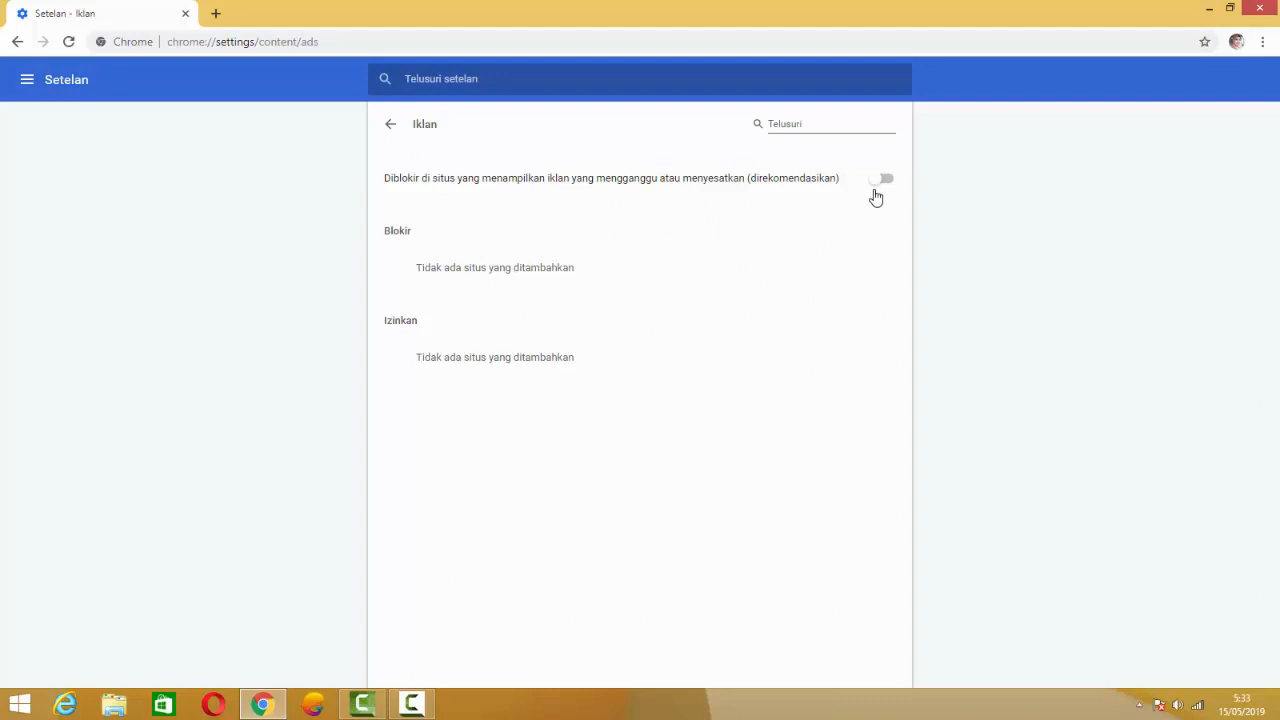 Setelan - Iklan
Chrome | chrome://settings/content/ads
Setelan
Telusuri setelan
Iklan
Telusuri
Diblokir di situs yang menampilkan iklan yang mengganggu atau menyesatkan (direkomendasikan)
Blokir
Tidak ada situs yang ditambahkan
Izinkan
Tidak ada situs yang ditambahkan
5:33
15/05/2019